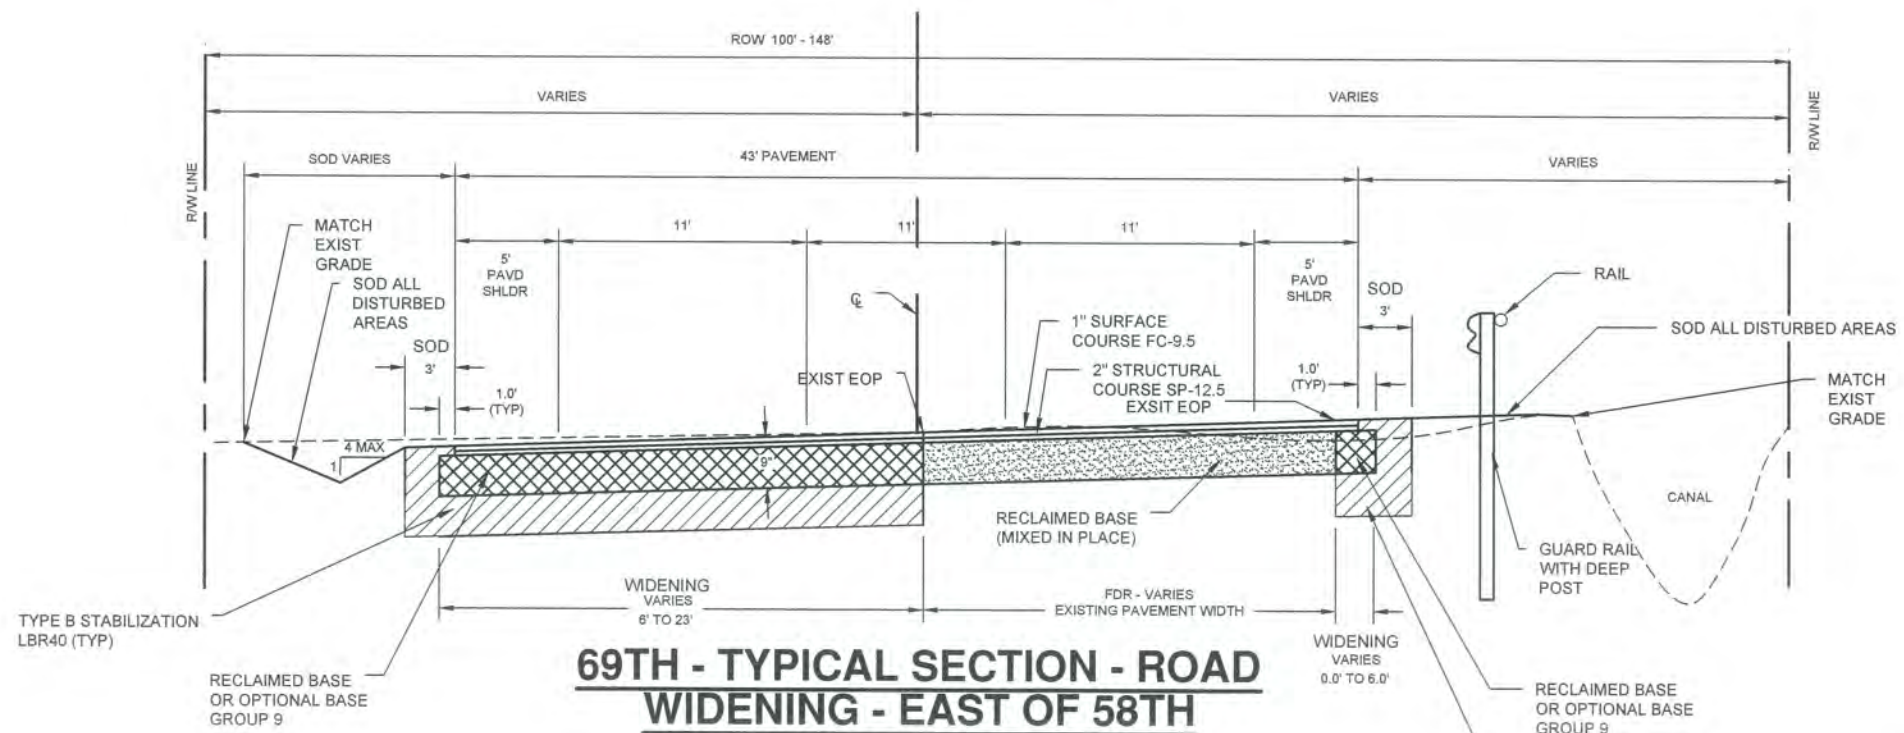 ROW 100' - 148'
VARIES
VARIES
R/W LINE
R/W LINE
SOD VARIES
43' PAVEMENT
VARIES
MATCH
EXIST
GRADE
SOD ALL
DISTURBED
AREAS
11'
11'
11'
5'
PAVD
SHLDR
5'
PAVD
SHLDR
SOD
3'
SOD
3'
RAIL
℄
1" SURFACE
COURSE FC-9.5
2" STRUCTURAL
COURSE SP-12.5
EXIST EOP
EXSIT EOP
1.0'
(TYP)
1.0'
(TYP)
SOD ALL DISTURBED AREAS
MATCH
EXIST
GRADE
4 MAX
1
9"
CANAL
RECLAIMED BASE
(MIXED IN PLACE)
GUARD RAIL
WITH DEEP
POST
WIDENING
VARIES
6' TO 23'
FDR - VARIES
EXISTING PAVEMENT WIDTH
WIDENING
VARIES
0.0' TO 6.0'
TYPE B STABILIZATION
LBR40 (TYP)
RECLAIMED BASE
OR OPTIONAL BASE
GROUP 9
RECLAIMED BASE
OR OPTIONAL BASE
GROUP 9
69TH - TYPICAL SECTION - ROAD
WIDENING - EAST OF 58TH